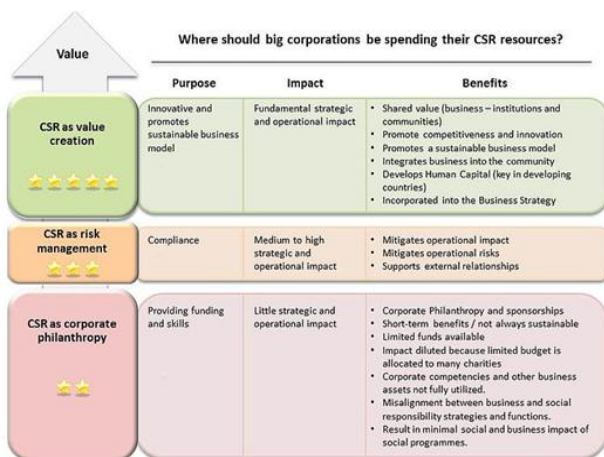 Where should big corporations be spending their CSR resources?
Value
Purpose
Impact
Benefits
CSR as value
creation
Innovative and
promotes
sustainable business
model
Fundamental strategic
and operational impact
• Shared value (business – institutions and
communities)
• Promote competitiveness and innovation
• Promotes a sustainable business model
• Integrates business into the community
• Develops Human Capital (key in developing
countries)
• Incorporated into the Business Strategy
CSR as risk
management
Compliance
Medium to high
strategic and
operational impact
• Mitigates operational impact
• Mitigates operational risks
• Supports external relationships
CSR as corporate
philanthropy
Providing funding
and skills
Little strategic and
operational impact
• Corporate Philanthropy and sponsorships
• Short-term benefits / not always sustainable
• Limited funds available
• Impact diluted because limited budget is
allocated to many charities
• Corporate competencies and other business
assets not fully utilized.
• Misalignment between business and social
responsibility strategies and functions.
• Result in minimal social and business impact of
social programmes.